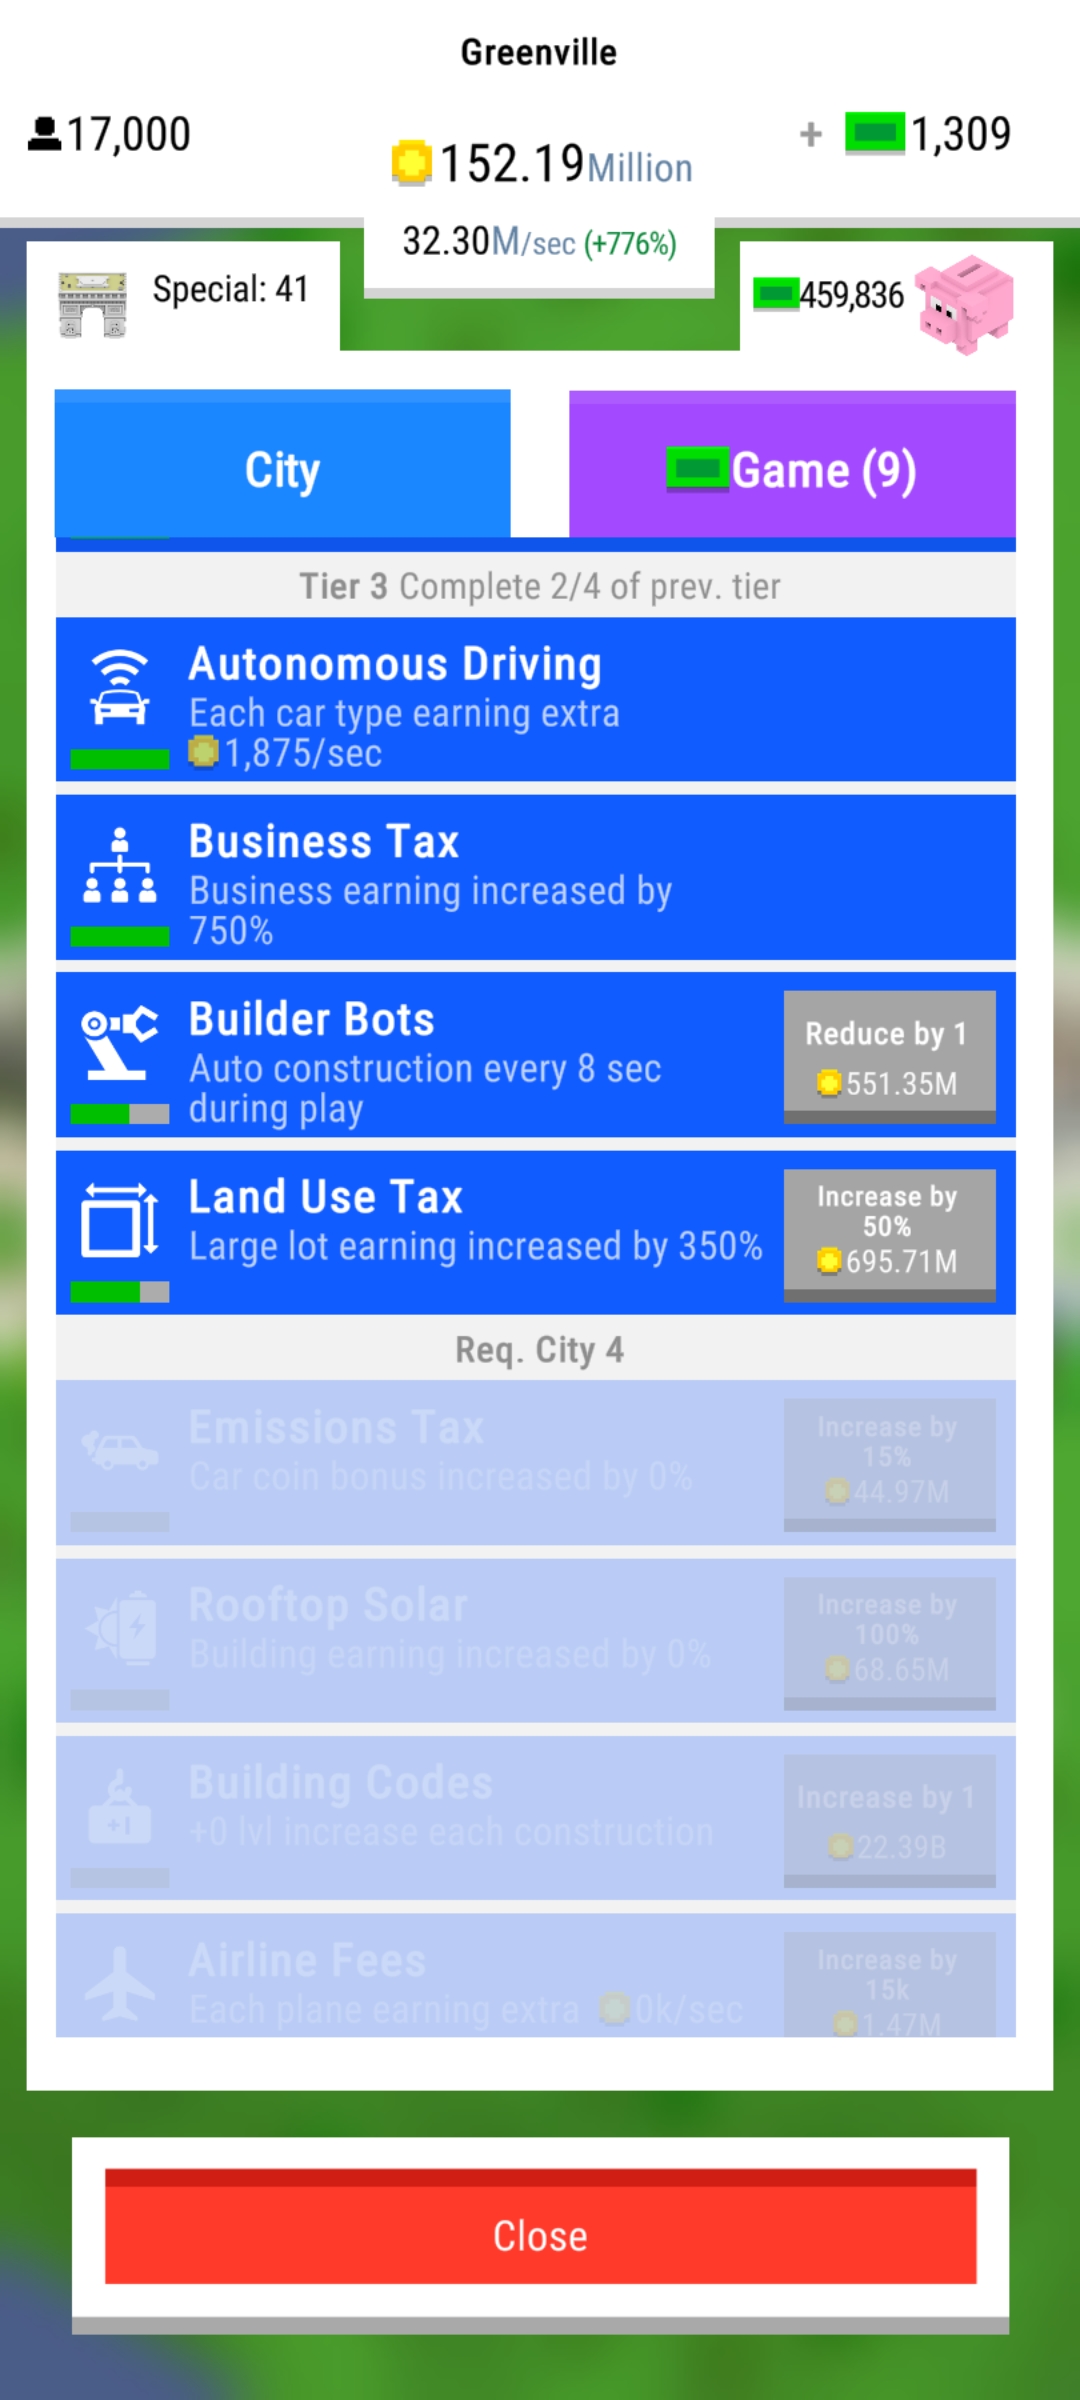 Greenville
17,000
152.19Million
+ 1,309
32.30M/sec (+776%)
Special: 41
459,836
City
Game (9)
Tier 3 Complete 2/4 of prev. tier
Autonomous Driving
Each car type earning extra
1,875/sec
Business Tax
Business earning increased by
750%
Builder Bots
Auto construction every 8 sec
during play
Reduce by 1
551.35M
Land Use Tax
Large lot earning increased by 350%
Increase by
50%
695.71M
Req. City 4
Emissions Tax
Car coin bonus increased by 0%
Increase by
15%
44.97M
Rooftop Solar
Building earning increased by 0%
Increase by
100%
68.65M
Building Codes
+0 lvl increase each construction
+1
Increase by 1
22.39B
Airline Fees
Each plane earning extra 0k/sec
Increase by
15k
1.47M
Close